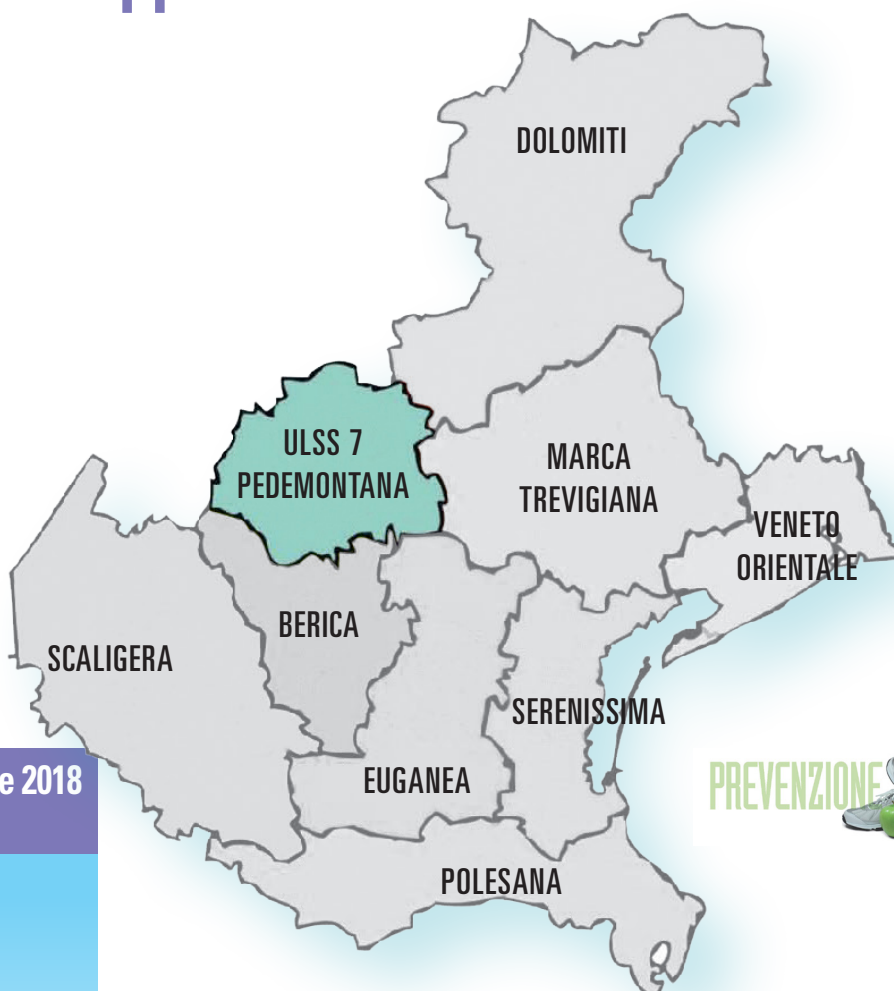 DOLOMITI
ULSS 7
PEDEMONTANA
MARCA
TREVIGIANA
VENETO
ORIENTALE
BERICA
SCALIGERA
SERENISSIMA
e 2018
EUGANEA
PREVENZIONE
POLESANA